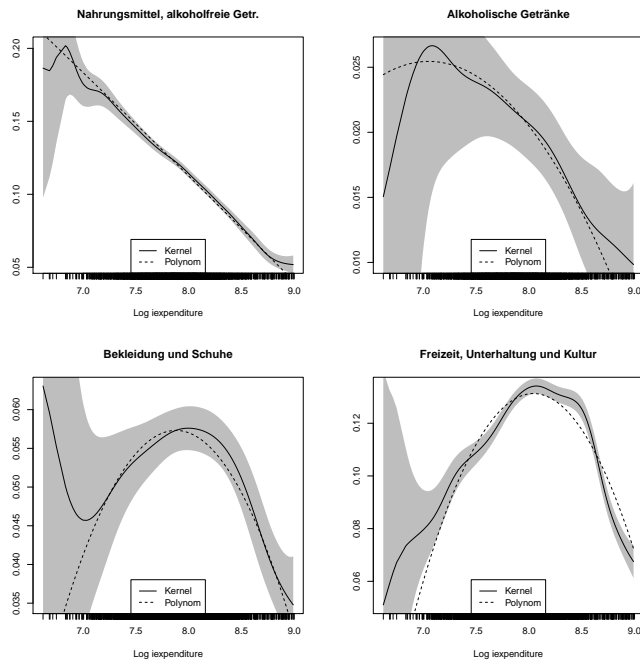 Nahrungsmittel, alkoholfreie Getr.
0.20
0.15
0.10
0.05
Kernel
Polynom
7.0 7.5 8.0 8.5 9.0
Log iexpenditure
Alkoholische Getränke
0.025
0.020
0.015
0.010
Kernel
Polynom
7.0 7.5 8.0 8.5 9.0
Log iexpenditure
Bekleidung und Schuhe
0.060
0.055
0.050
0.045
0.040
0.035
Kernel
Polynom
7.0 7.5 8.0 8.5 9.0
Log iexpenditure
Freizeit, Unterhaltung und Kultur
0.12
0.10
0.08
0.06
Kernel
Polynom
7.0 7.5 8.0 8.5 9.0
Log iexpenditure